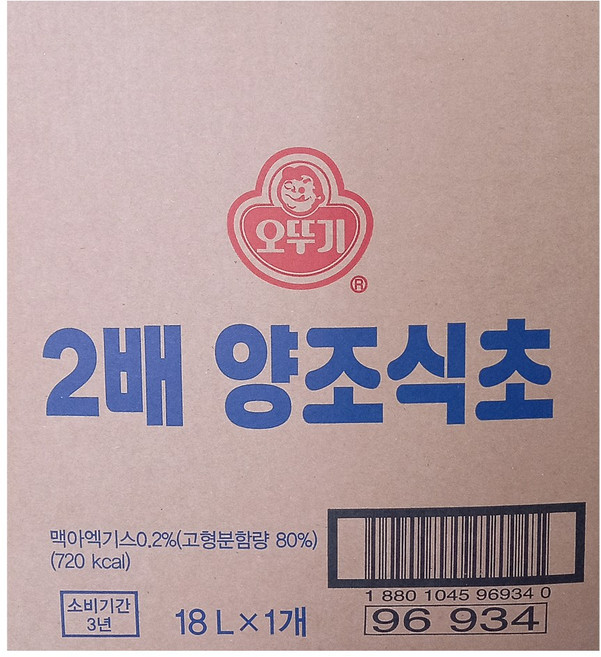 오뚜기
®
2배 양조식초
맥아엑기스0.2%(고형분함량 80%)
(720 kcal)
소비기간
3년
18 L×1개
1 880 1045 96934 0
96 934